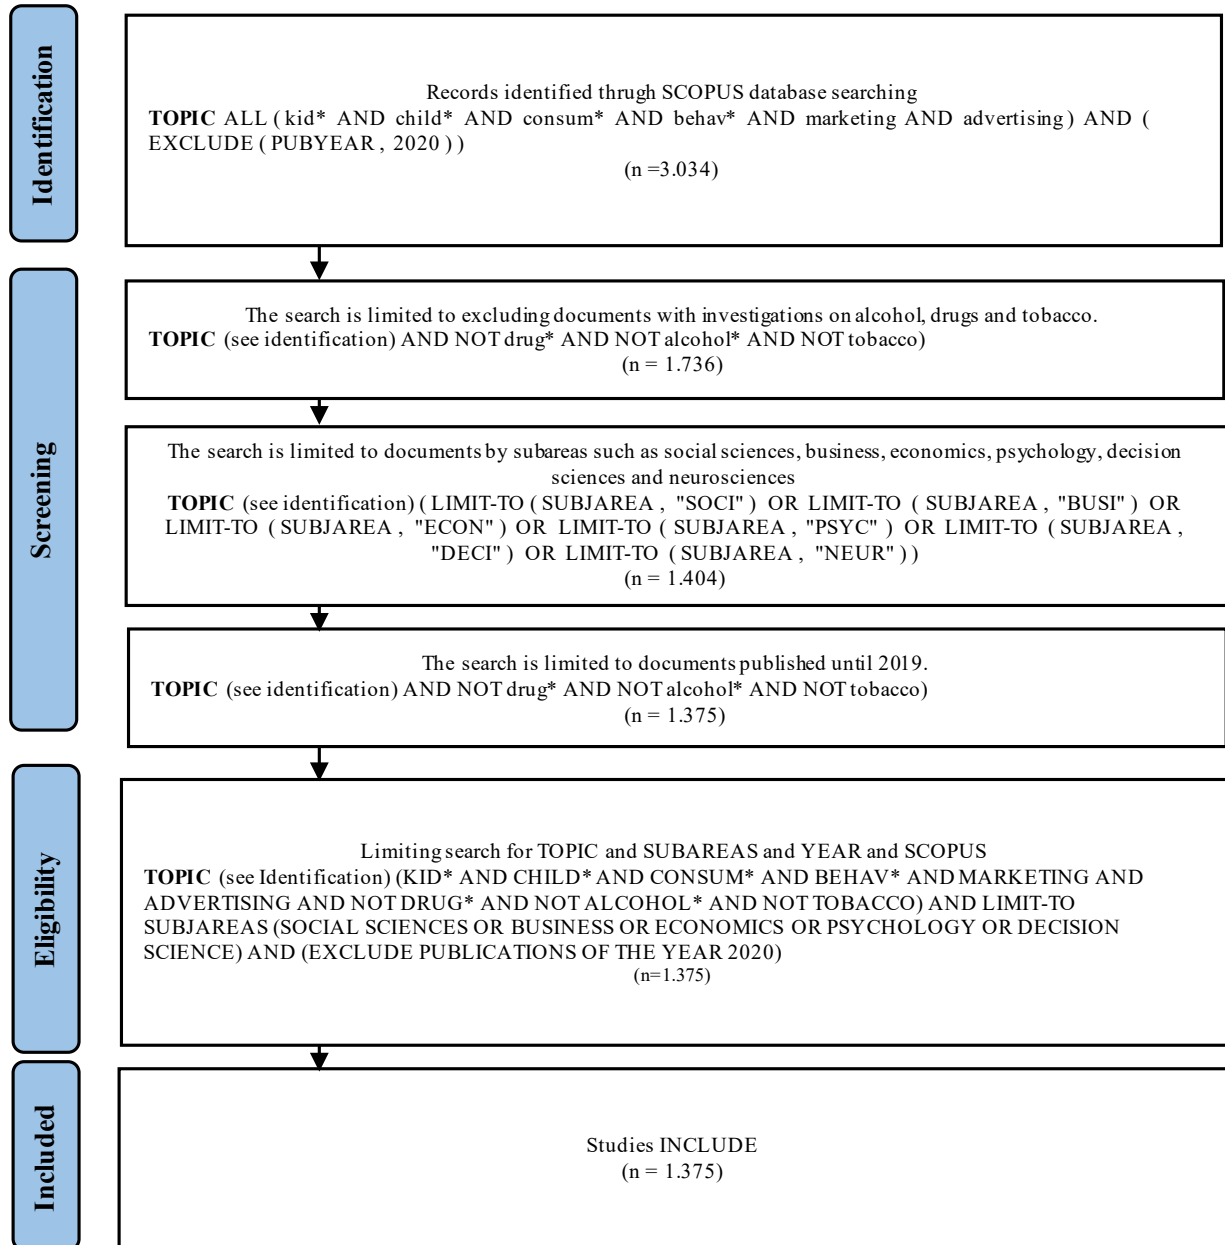 Identification
Records identified thrugh SCOPUS database searching
TOPIC ALL ( kid* AND child* AND consum* AND behav* AND marketing AND advertising ) AND (
EXCLUDE ( PUBYEAR , 2020 ) )
(n =3.034)
Screening
The search is limited to excluding documents with investigations on alcohol, drugs and tobacco.
TOPIC (see identification) AND NOT drug* AND NOT alcohol* AND NOT tobacco)
(n = 1.736)
The search is limited to documents by subareas such as social sciences, business, economics, psychology, decision
sciences and neurosciences
TOPIC (see identification) ( LIMIT-TO ( SUBJAREA , "SOCI" ) OR LIMIT-TO ( SUBJAREA , "BUSI" ) OR
LIMIT-TO ( SUBJAREA , "ECON" ) OR LIMIT-TO ( SUBJAREA , "PSYC" ) OR LIMIT-TO ( SUBJAREA ,
"DECI" ) OR LIMIT-TO ( SUBJAREA , "NEUR" ) )
(n = 1.404)
The search is limited to documents published until 2019.
TOPIC (see identification) AND NOT drug* AND NOT alcohol* AND NOT tobacco)
(n = 1.375)
Eligibility
Limiting search for TOPIC and SUBAREAS and YEAR and SCOPUS
TOPIC (see Identification) (KID* AND CHILD* AND CONSUM* AND BEHAV* AND MARKETING AND
ADVERTISING AND NOT DRUG* AND NOT ALCOHOL* AND NOT TOBACCO) AND LIMIT-TO
SUBJAREAS (SOCIAL SCIENCES OR BUSINESS OR ECONOMICS OR PSYCHOLOGY OR DECISION
SCIENCE) AND (EXCLUDE PUBLICATIONS OF THE YEAR 2020)
(n=1.375)
Included
Studies INCLUDE
(n = 1.375)